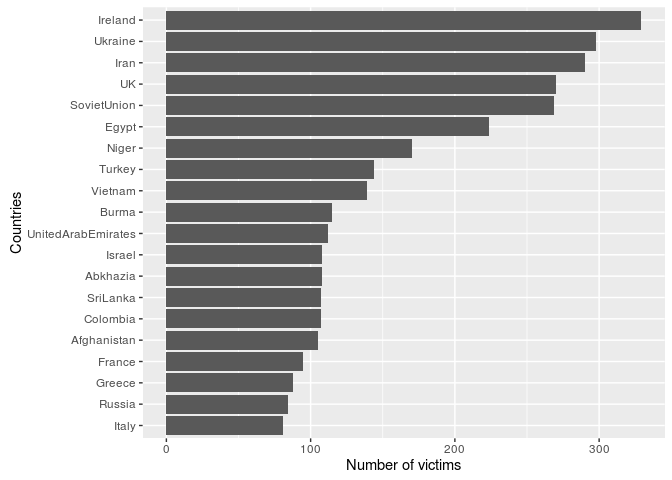 Countries
Ireland
Ukraine
Iran
UK
SovietUnion
Egypt
Niger
Turkey
Vietnam
Burma
UnitedArabEmirates
Israel
Abkhazia
SriLanka
Colombia
Afghanistan
France
Greece
Russia
Italy
0 100 200 300
Number of victims